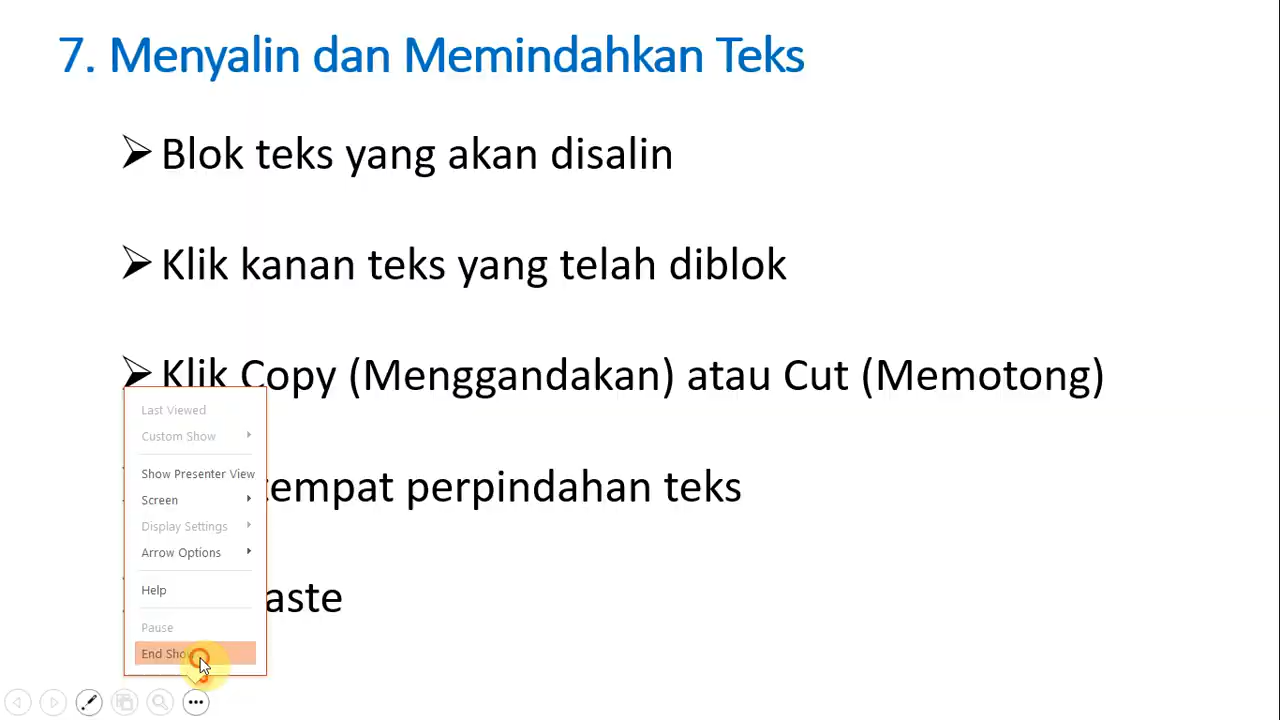 7. Menyalin dan Memindahkan Teks
➢ Blok teks yang akan disalin
➢ Klik kanan teks yang telah diblok
➢ Klik Copy (Menggandakan) atau Cut (Memotong)
tempat perpindahan teks
Last Viewed
Custom Show
Show Presenter View
Screen
Display Settings
Arrow Options
Help
Pause
End Show